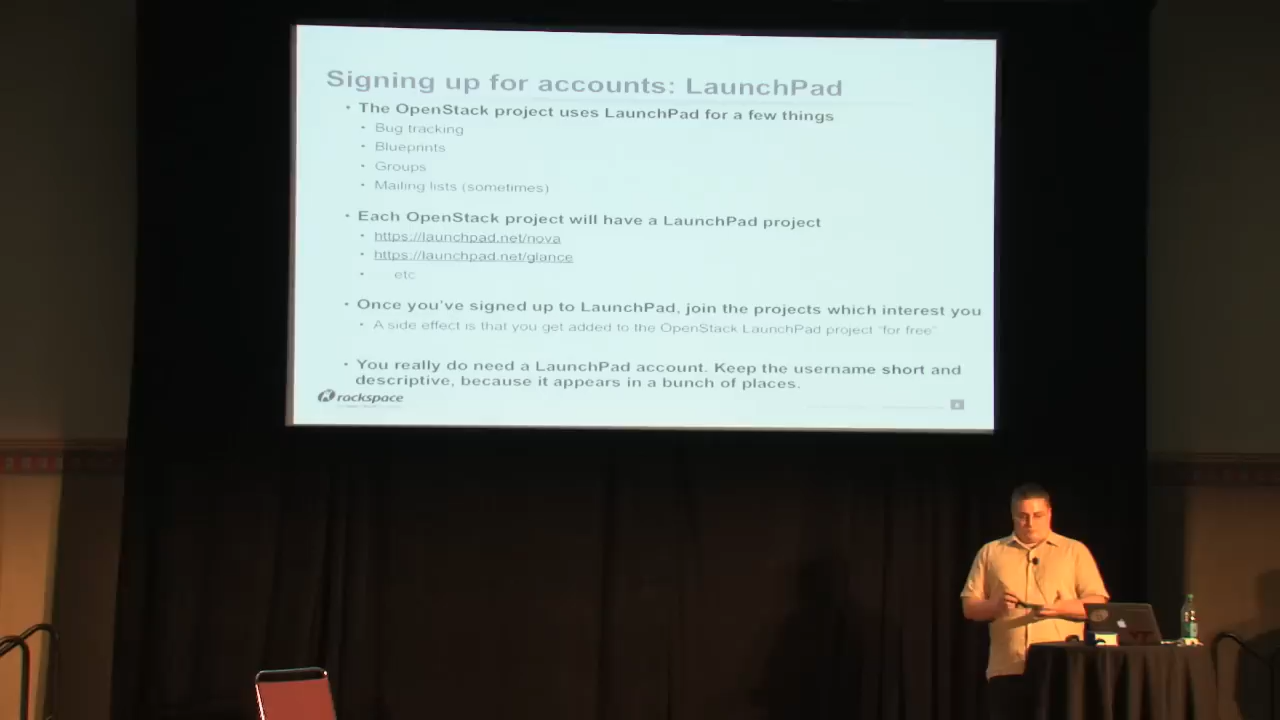 Signing up for accounts: LaunchPad
• The OpenStack project uses LaunchPad for a few things
• Bug tracking
• Blueprints
• Groups
• Mailing lists (sometimes)
• Each OpenStack project will have a LaunchPad project
• https://launchpad.net/nova
• https://launchpad.net/glance
• etc
• Once you've signed up to LaunchPad, join the projects which interest you
• A side effect is that you get added to the OpenStack LaunchPad project "for free"
• You really do need a LaunchPad account. Keep the username short and
descriptive, because it appears in a bunch of places.
rackspace